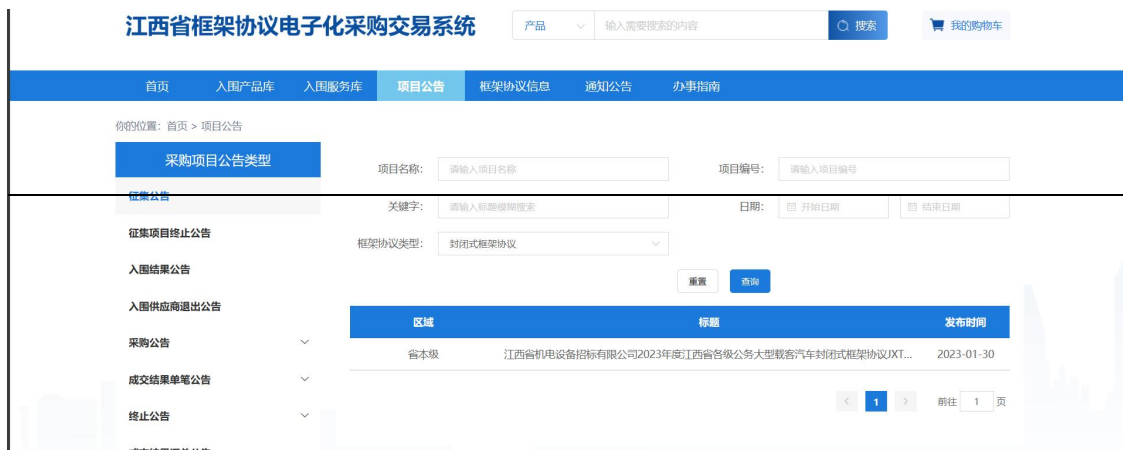 江西省框架协议电子化采购交易系统
产品 输入需要搜索的内容 搜索 我的购物车
首页 入围产品库 入围服务库 项目公告 框架协议信息 通知公告 办事指南
你的位置：首页 > 项目公告
采购项目公告类型
项目名称： 请输入项目名称 项目编号： 请输入项目编号
征集公告
关键字： 请输入标题模糊搜索 日期： 开始日期 结束日期
征集项目终止公告
框架协议类型： 封闭式框架协议
入围结果公告
重置 查询
入围供应商退出公告
区域 标题 发布时间
采购公告
省本级 江西省机电设备招标有限公司2023年度江西省各级公务大型载客汽车封闭式框架协议JXT... 2023-01-30
成交结果单笔公告
< 1 > 前往 1 页
终止公告